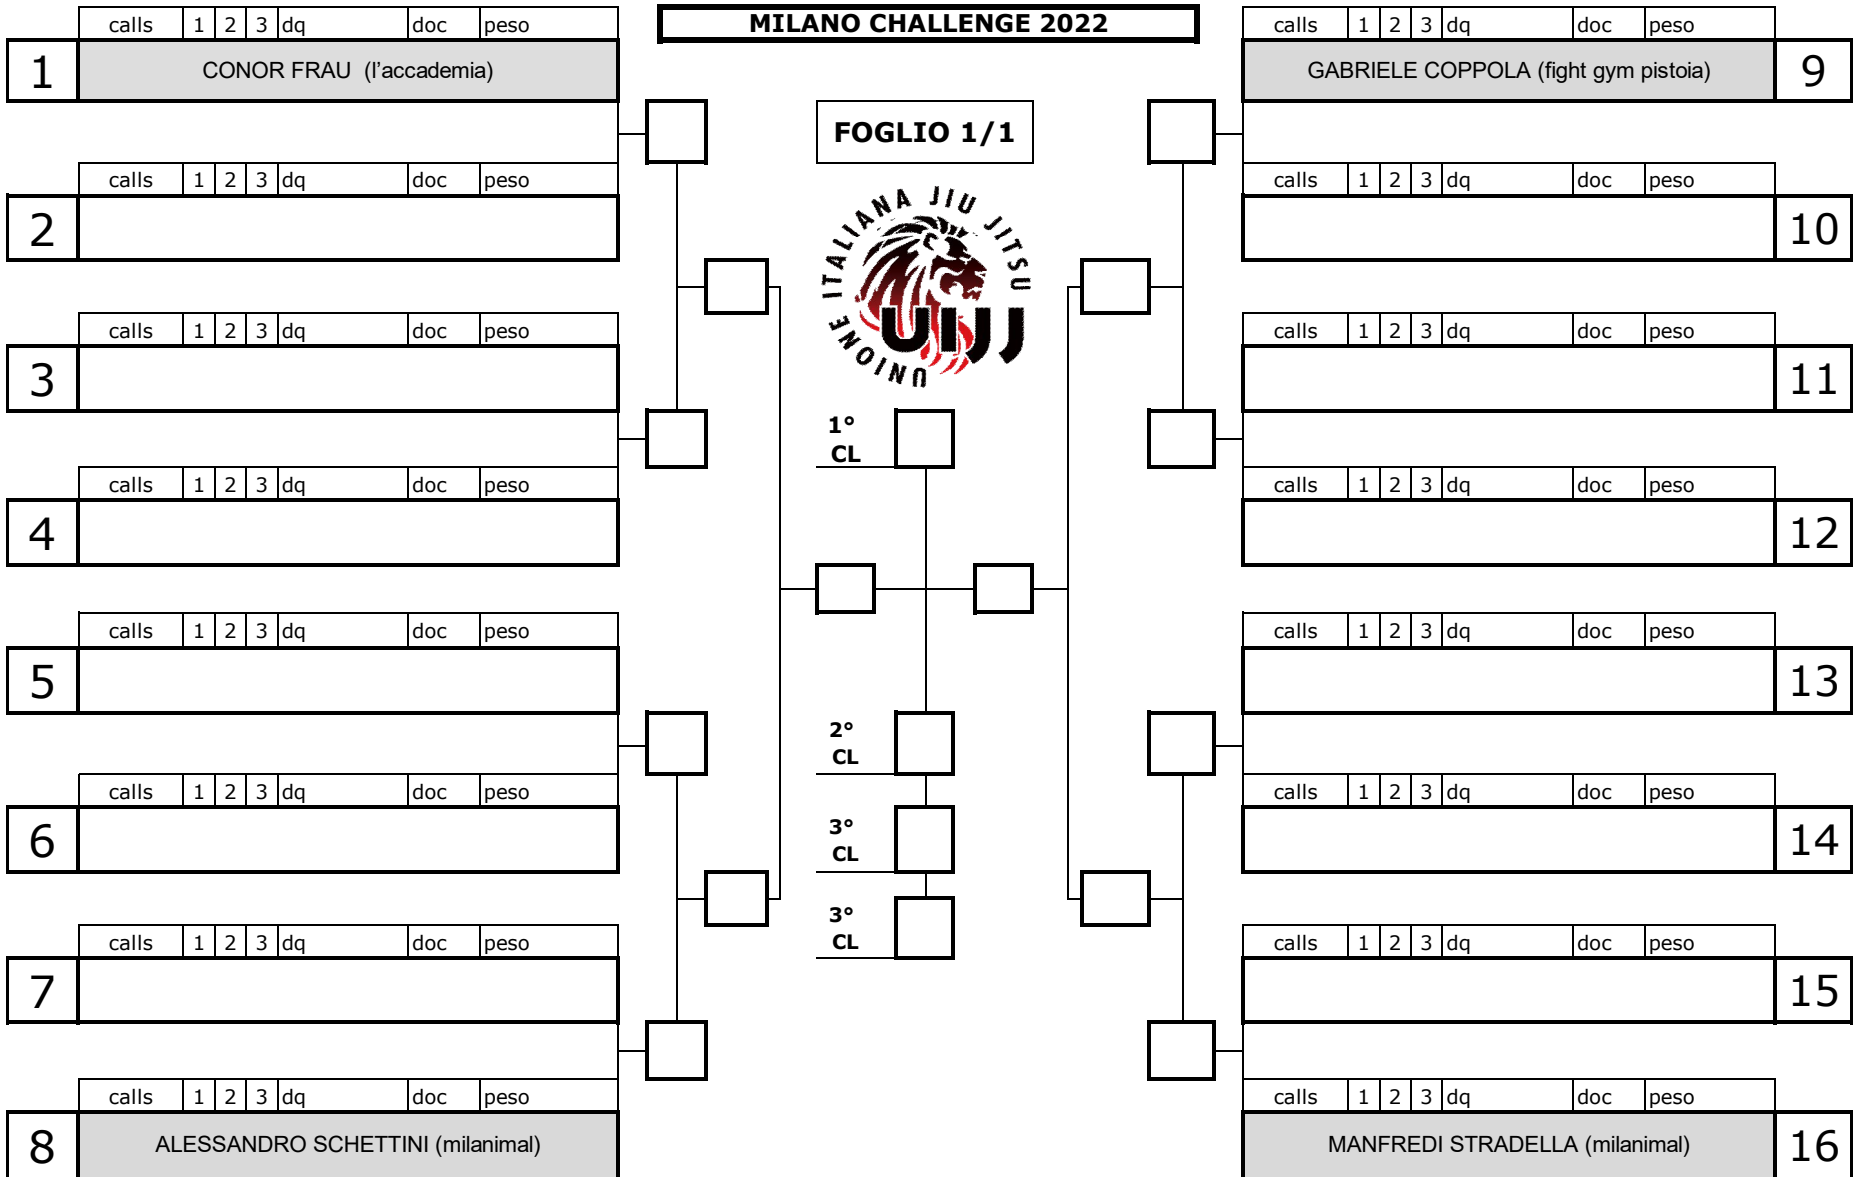 MILANO CHALLENGE 2022
FOGLIO 1/1
UNIONE ITALIANA JIU JITSU
UIJJ
calls 1 2 3 dq doc peso
1 CONOR FRAU (l'accademia)
calls 1 2 3 dq doc peso
2
calls 1 2 3 dq doc peso
3
calls 1 2 3 dq doc peso
4
calls 1 2 3 dq doc peso
5
calls 1 2 3 dq doc peso
6
calls 1 2 3 dq doc peso
7
calls 1 2 3 dq doc peso
8 ALESSANDRO SCHETTINI (milanimal)
1°
CL
2°
CL
3°
CL
3°
CL
calls 1 2 3 dq doc peso
GABRIELE COPPOLA (fight gym pistoia) 9
calls 1 2 3 dq doc peso
10
calls 1 2 3 dq doc peso
11
calls 1 2 3 dq doc peso
12
calls 1 2 3 dq doc peso
13
calls 1 2 3 dq doc peso
14
calls 1 2 3 dq doc peso
15
calls 1 2 3 dq doc peso
MANFREDI STRADELLA (milanimal) 16